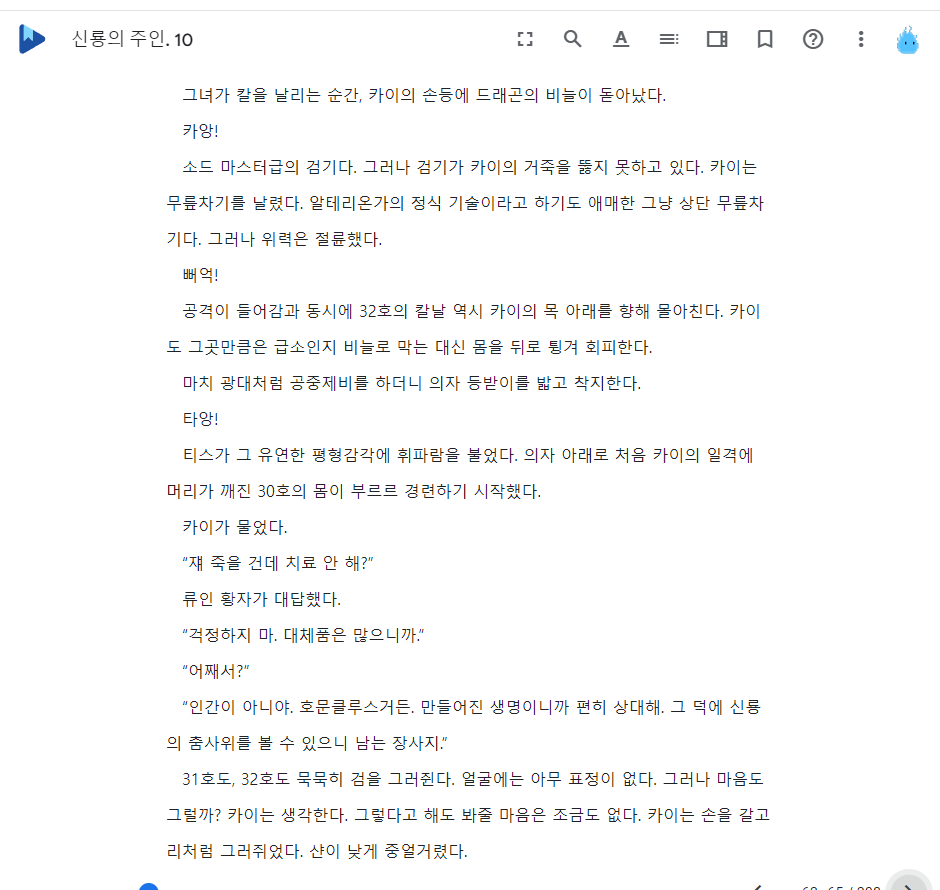 신룡의 주인. 10
그녀가 칼을 날리는 순간, 카이의 손등에 드래곤의 비늘이 돋아났다.
카앙!
소드 마스터급의 검기다. 그러나 검기가 카이의 거죽을 뚫지 못하고 있다. 카이는
무릎차기를 날렸다. 알테리온가의 정식 기술이라고 하기도 애매한 그냥 상단 무릎차
기다. 그러나 위력은 절륜했다.
뻐억!
공격이 들어감과 동시에 32호의 칼날 역시 카이의 목 아래를 향해 몰아친다. 카이
도 그곳만큼은 급소인지 비늘로 막는 대신 몸을 뒤로 튕겨 회피한다.
마치 광대처럼 공중제비를 하더니 의자 등받이를 밟고 착지한다.
타앙!
티스가 그 유연한 평형감각에 휘파람을 불었다. 의자 아래로 처음 카이의 일격에
머리가 깨진 30호의 몸이 부르르 경련하기 시작했다.
카이가 물었다.
“쟤 죽을 건데 치료 안 해?”
류인 황자가 대답했다.
“걱정하지 마. 대체품은 많으니까.”
“어째서?”
“인간이 아니야. 호문클루스거든. 만들어진 생명이니까 편히 상대해. 그 덕에 신룡
의 춤사위를 볼 수 있으니 남는 장사지.”
31호도, 32호도 묵묵히 검을 그러쥔다. 얼굴에는 아무 표정이 없다. 그러나 마음도
그럴까? 카이는 생각한다. 그렇다고 해도 봐줄 마음은 조금도 없다. 카이는 손을 갈고
리처럼 그러쥐었다. 샨이 낮게 중얼거렸다.